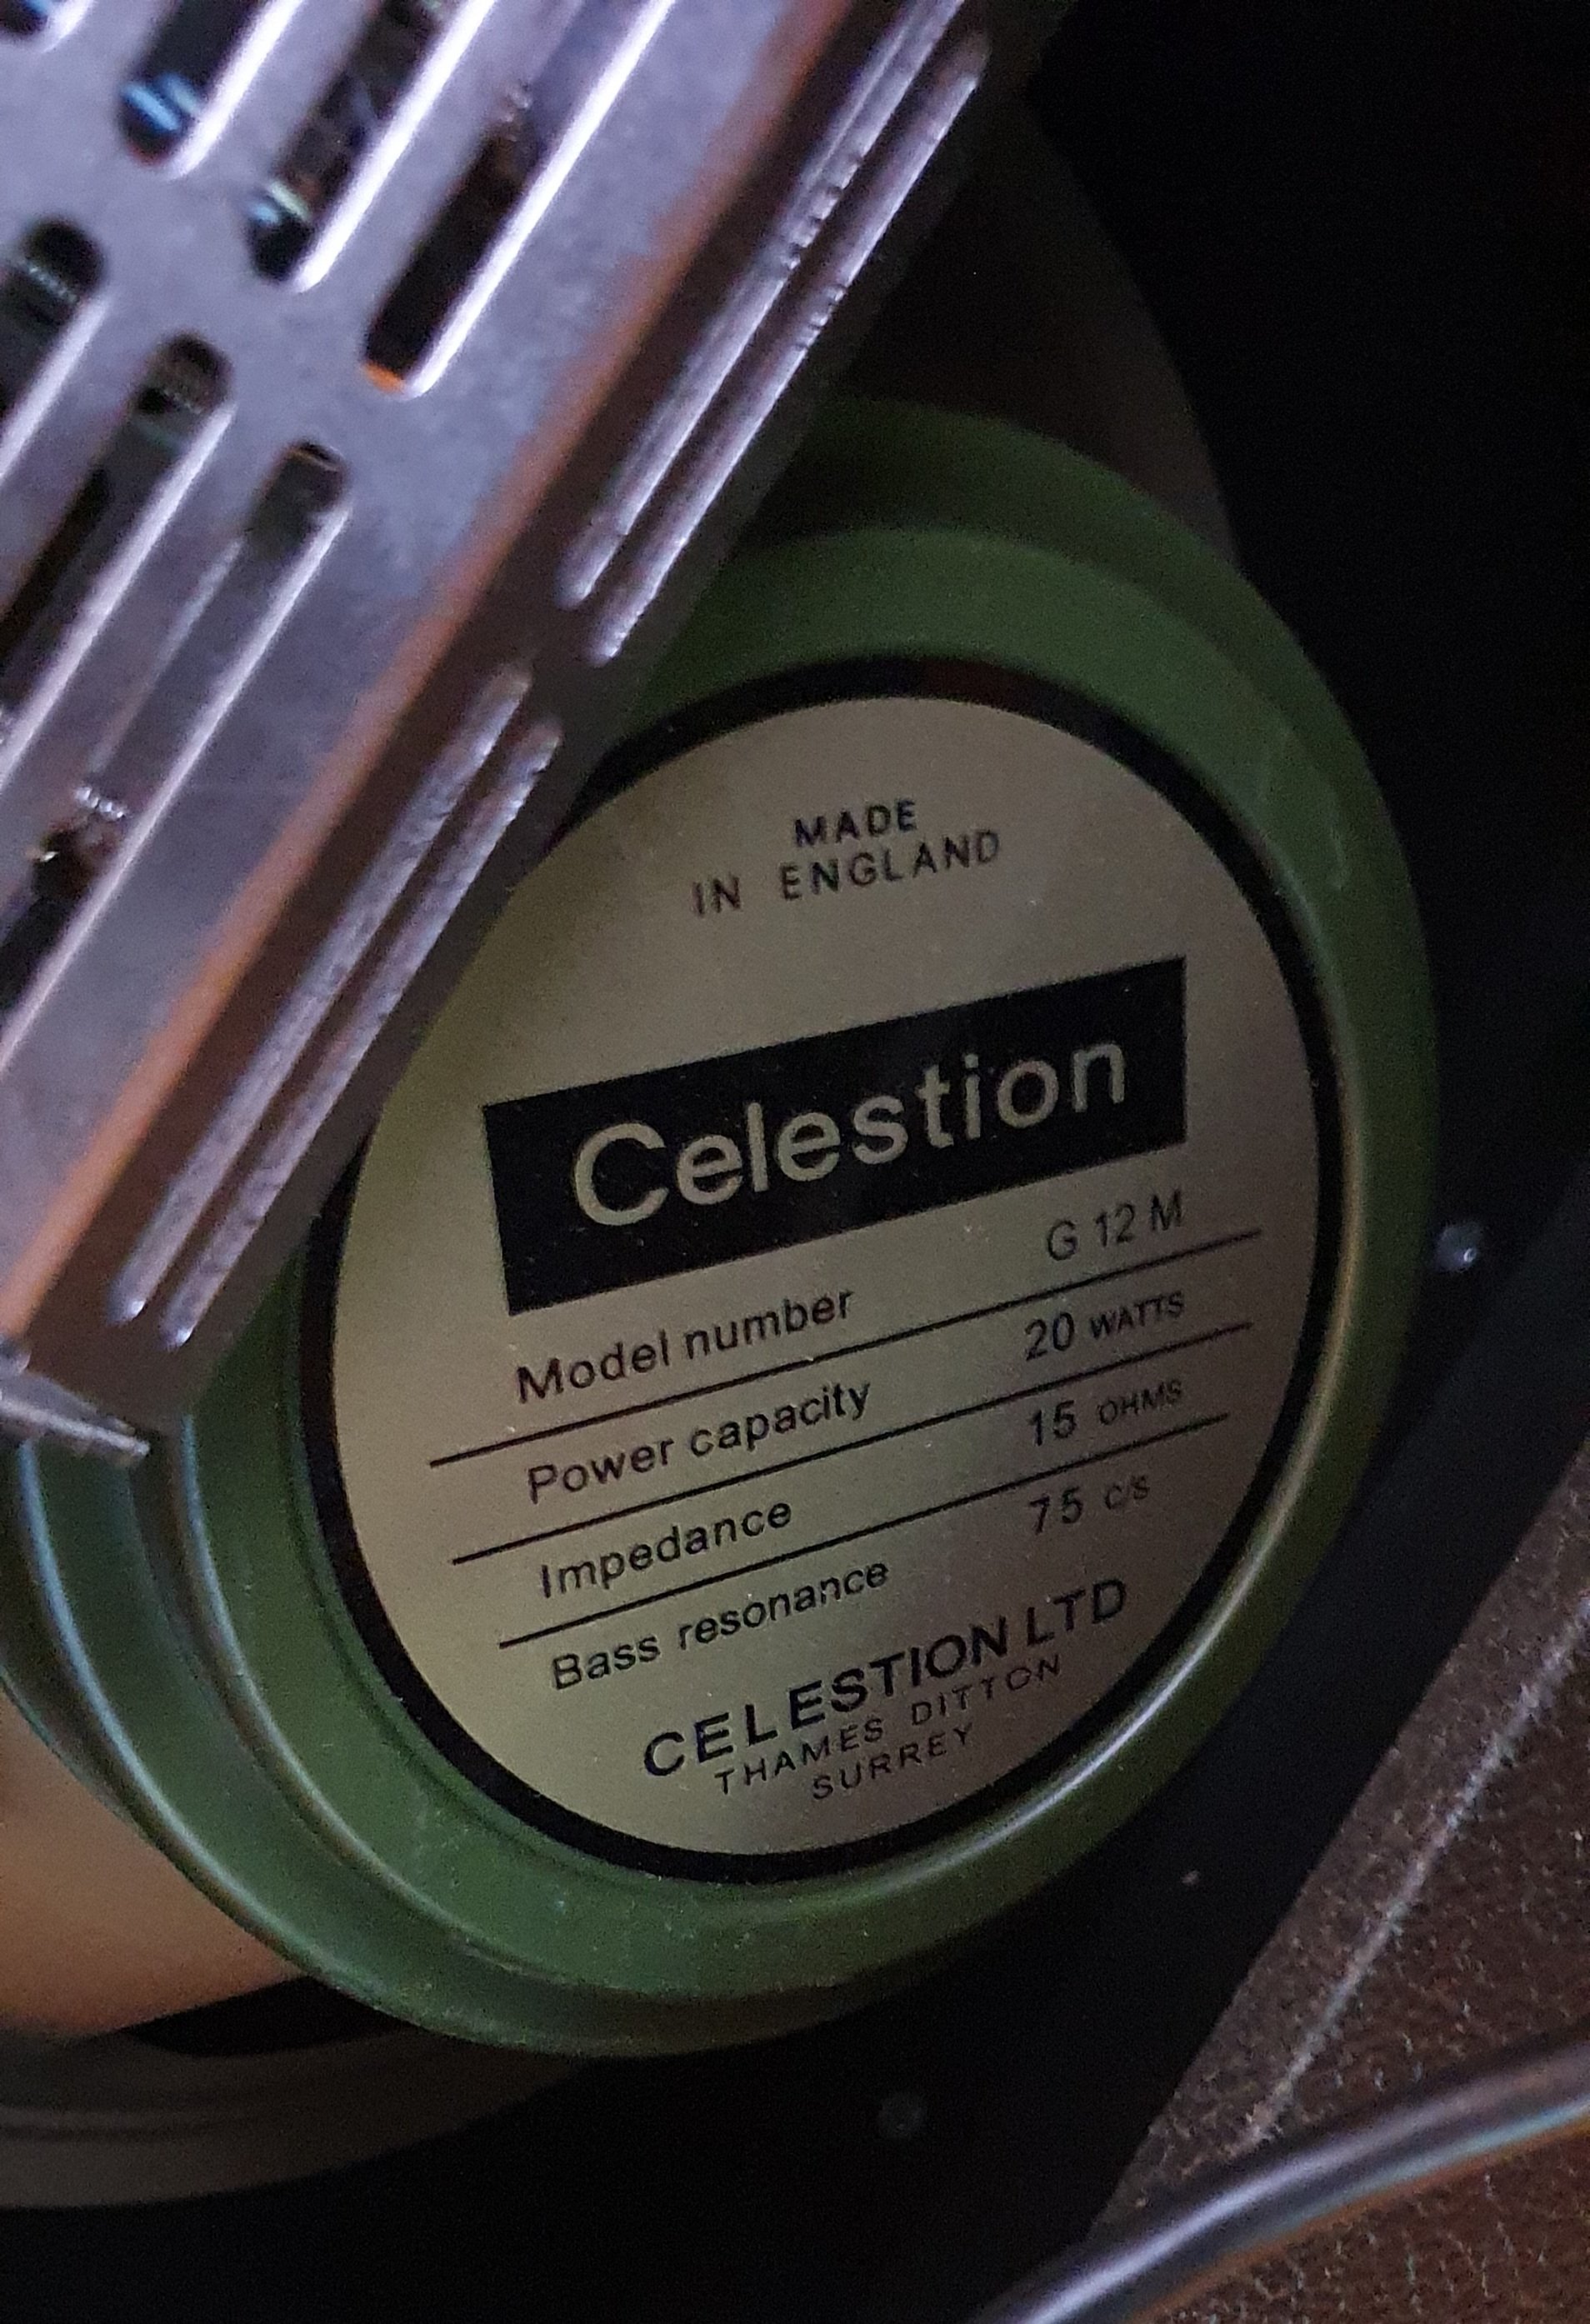 MADE
IN ENGLAND
Celestion
Model number G 12 M
Power capacity 20 WATTS
Impedance 15 OHMS
Bass resonance 75 C/S
CELESTION LTD
THAMES DITTON
SURREY